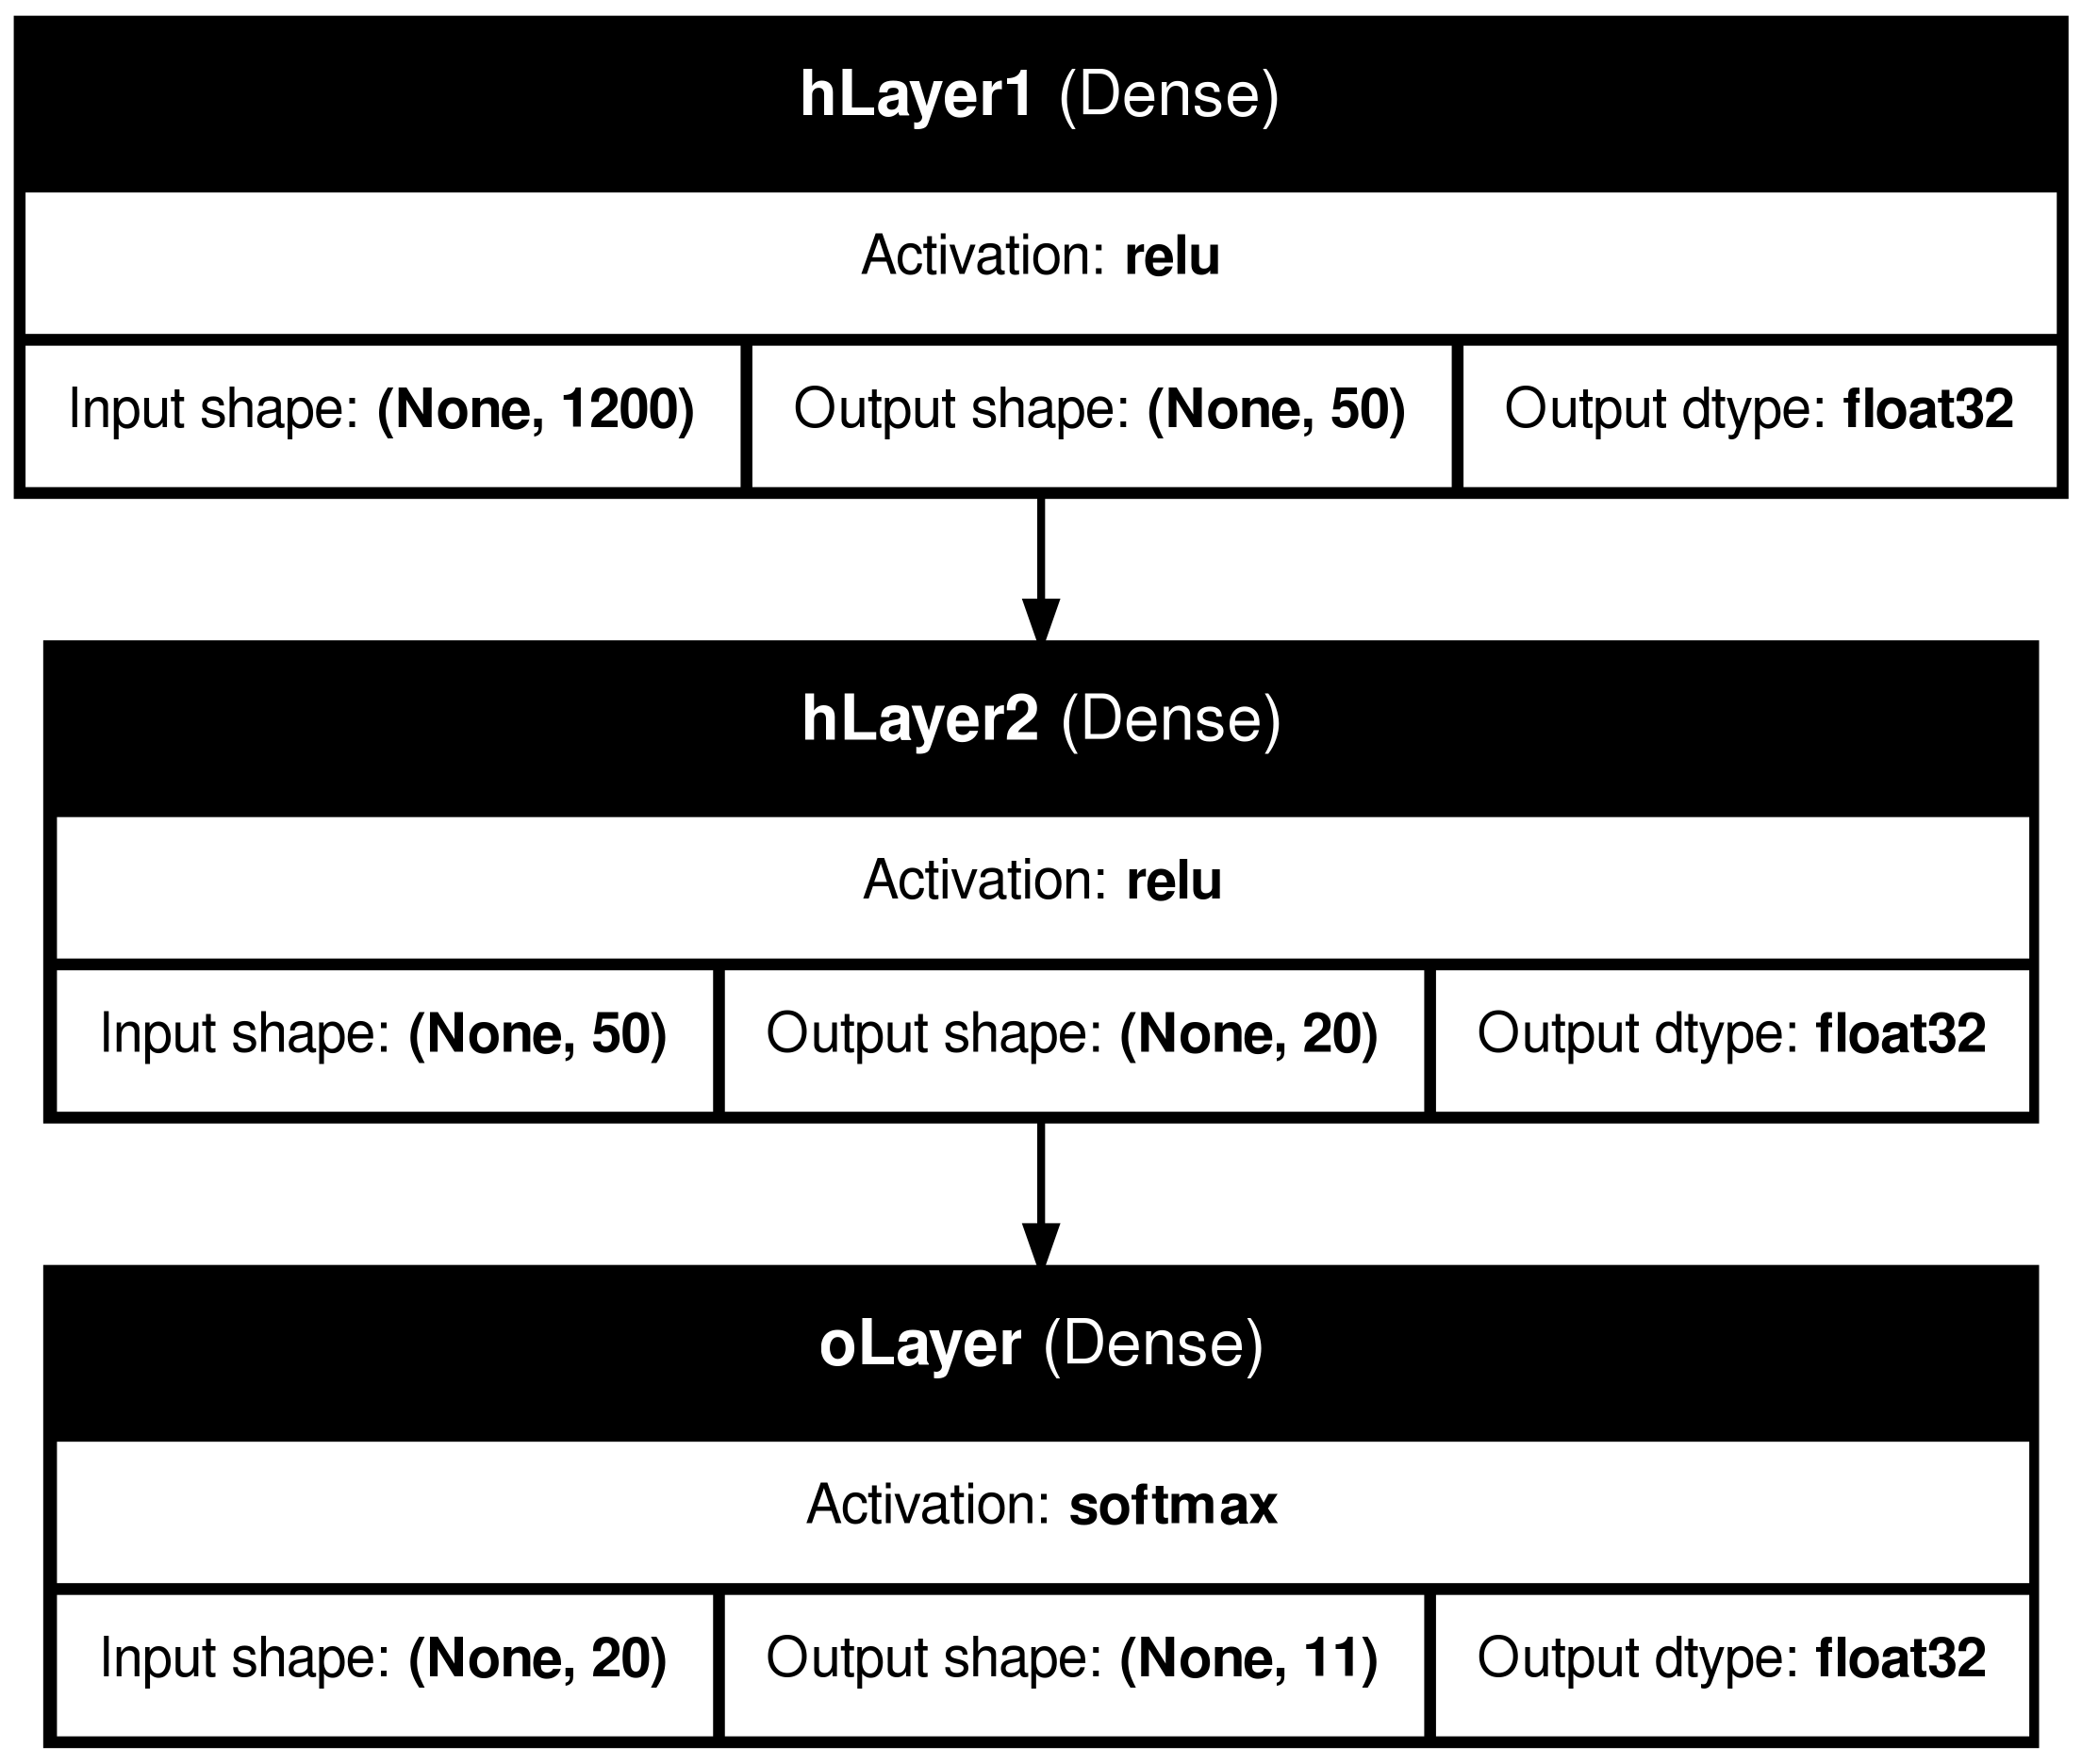 hLayer1 (Dense)
Activation: relu
Input shape: (None, 1200) Output shape: (None, 50) Output dtype: float32
hLayer2 (Dense)
Activation: relu
Input shape: (None, 50) Output shape: (None, 20) Output dtype: float32
oLayer (Dense)
Activation: softmax
Input shape: (None, 20) Output shape: (None, 11) Output dtype: float32